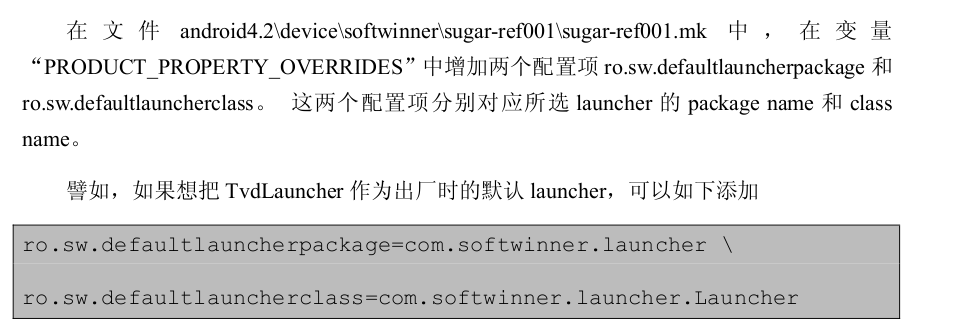 在文件 android4.2\device\softwinner\sugar-ref001\sugar-ref001.mk 中，在变量
“PRODUCT_PROPERTY_OVERRIDES”中增加两个配置项 ro.sw.defaultlauncherpackage 和
ro.sw.defaultlauncherclass。 这两个配置项分别对应所选 launcher 的 package name 和 class
name。
譬如，如果想把 TvdLauncher 作为出厂时的默认 launcher，可以如下添加
ro.sw.defaultlauncherpackage=com.softwinner.launcher \
ro.sw.defaultlauncherclass=com.softwinner.launcher.Launcher